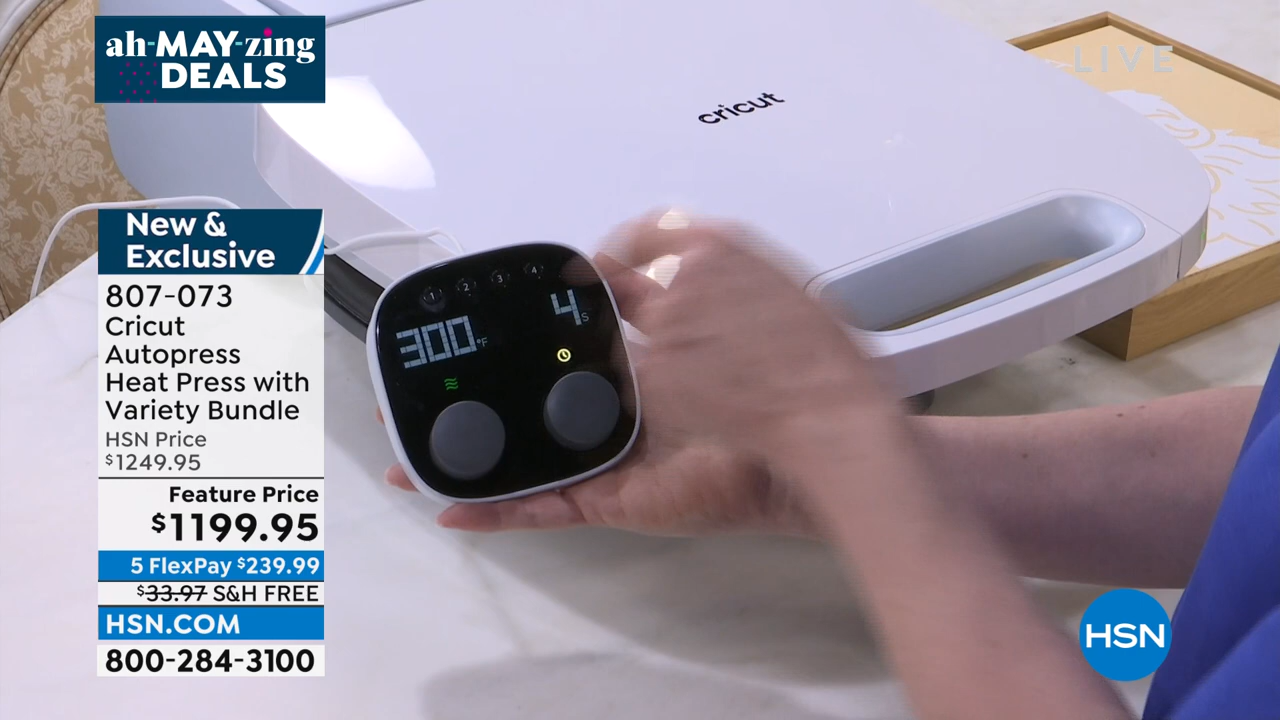 ah-MAY-zing
DEALS
LIVE
cricut
New &
Exclusive
807-073
Cricut
Autopress
Heat Press with
Variety Bundle
HSN Price
$1249.95
Feature Price
$1199.95
5 FlexPay $239.99
$33.97 S&H FREE
HSN.COM
800-284-3100
1 2 3 4
300°F
4s
HSN